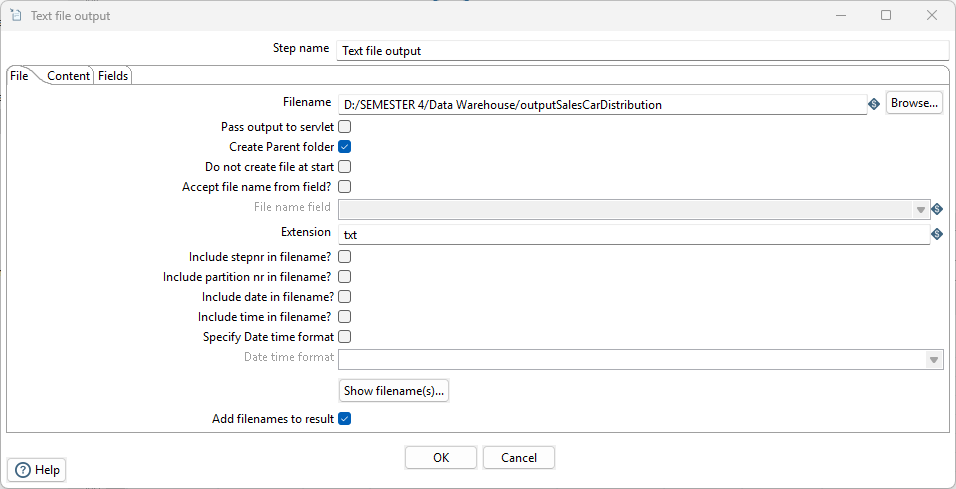 Text file output
Step name Text file output
File Content Fields
Filename D:/SEMESTER 4/Data Warehouse/outputSalesCarDistribution Browse...
Pass output to servlet
Create Parent folder
Do not create file at start
Accept file name from field?
File name field
Extension txt
Include stepnr in filename?
Include partition nr in filename?
Include date in filename?
Include time in filename?
Specify Date time format
Date time format
Show filename(s)...
Add filenames to result
OK Cancel
Help